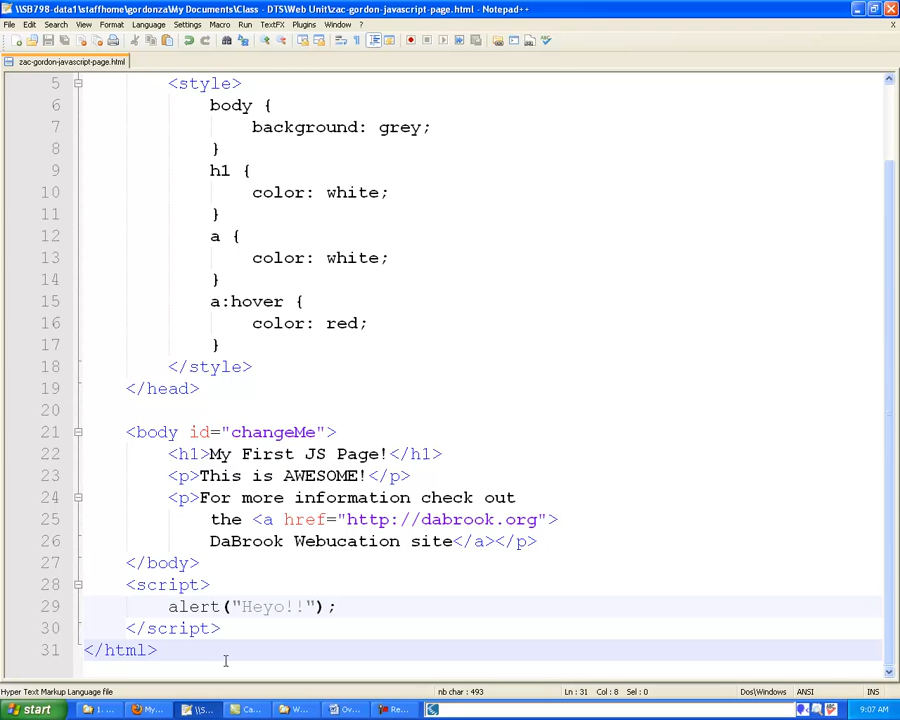 \\SB798-data1\staffhome\gordonza\My Documents\Class - DTS\Web Unit\zac-gordon-javascript-page.html - Notepad++
File Edit Search View Format Language Settings Macro Run TextFX Plugins Window ? X
zac-gordon-javascript-page.html
5 <style>
6 body {
7 background: grey;
8 }
9 h1 {
10 color: white;
11 }
12 a {
13 color: white;
14 }
15 a:hover {
16 color: red;
17 }
18 </style>
19 </head>
20
21 <body id="changeMe">
22 <h1>My First JS Page!</h1>
23 <p>This is AWESOME!</p>
24 <p>For more information check out
25 the <a href="http://dabrook.org">
26 DaBrook Webucation site</a></p>
27 </body>
28 <script>
29 alert("Heyo!!");
30 </script>
31 </html>
Hyper Text Markup Language file nb char : 493 Ln : 31 Col : 8 Sel : 0 Dos\Windows ANSI INS
start 1. ... My... \\S... Ca... W... Ov... Re... 9:07 AM